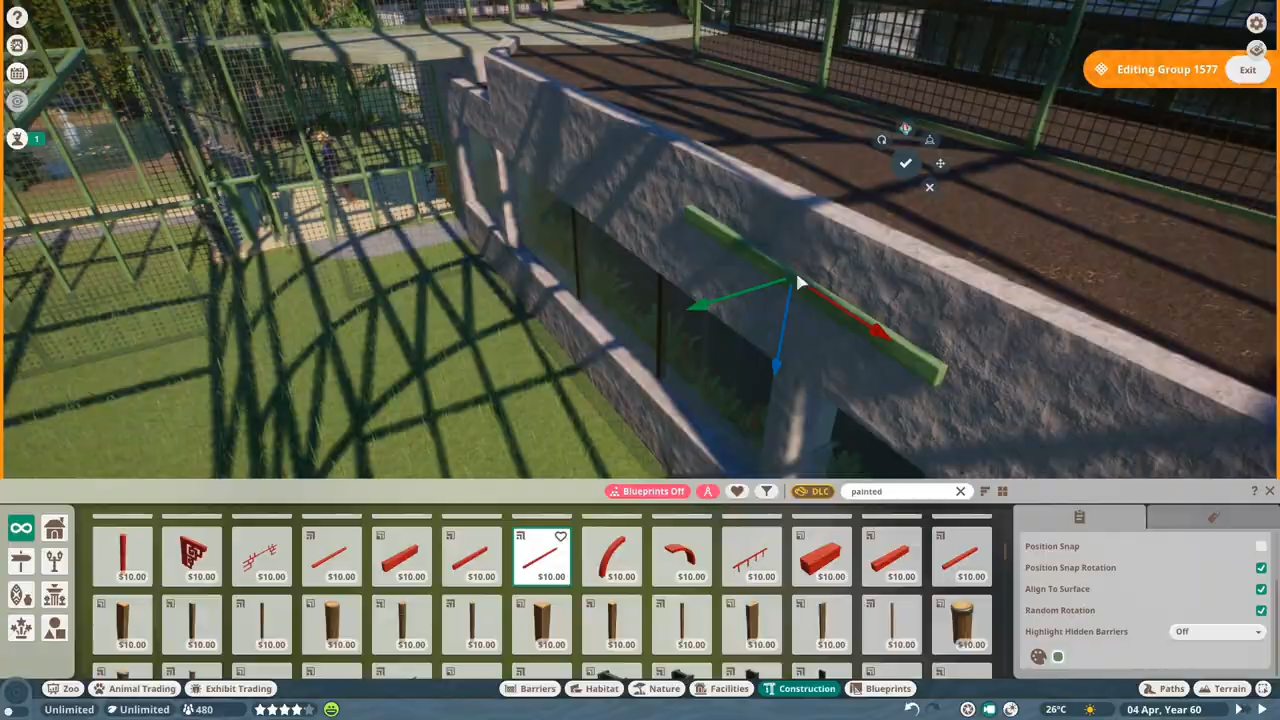 ?
Editing Group 1577
Exit
1
Blueprints Off
DLC
painted
?
$10.00 $10.00 $10.00 $10.00 $10.00 $10.00 $10.00 $10.00 $10.00 $10.00 $10.00 $10.00 $10.00
$10.00 $10.00 $10.00 $10.00 $10.00 $10.00 $10.00 $10.00 $10.00 $10.00 $10.00 $10.00 $10.00
Position Snap
Position Snap Rotation
Align To Surface
Random Rotation
Highlight Hidden Barriers Off
Zoo Animal Trading Exhibit Trading Barriers Habitat Nature Facilities Construction Blueprints Paths Terrain
Unlimited Unlimited 480 26°C 04 Apr, Year 60